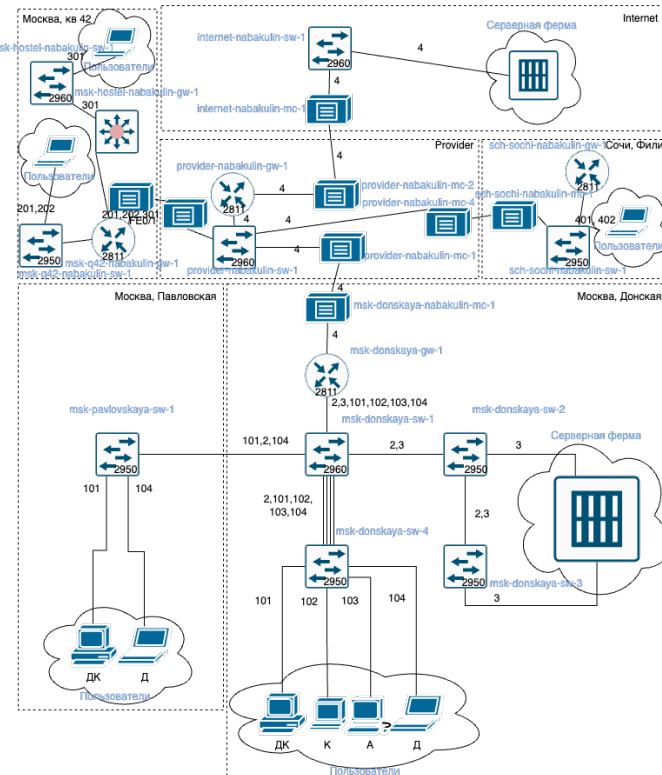 Москва, кв 42
Internet
msk-hostel-nabakulin-sw-1
301
Пользователи
2960
msk-hostel-nabakulin-gw-1
301
internet-nabakulin-sw-1
2960
4
Серверная ферма
4
internet-nabakulin-mc-1
4
Пользователи
201,202
2950
msk-q42-nabakulin-sw-1
201,202,301
FE0/1
2811
msk-q42-nabakulin-gw-1
Provider
provider-nabakulin-gw-1
2811
4
provider-nabakulin-mc-2
provider-nabakulin-mc-4
4
4
2960
provider-nabakulin-sw-1
4
provider-nabakulin-mc-1
Сочи, Фили
sch-sochi-nabakulin-gw-1
2811
sch-sochi-nabakulin-mc-1
401
402
Пользователи
2950
sch-sochi-nabakulin-sw-1
4
msk-donskaya-nabakulin-mc-1
4
Москва, Павловская
Москва, Донская
msk-donskaya-gw-1
2811
2,3,101,102,103,104
msk-pavlovskaya-sw-1
2950
101,2,104
101
104
msk-donskaya-sw-1
2960
2,3
msk-donskaya-sw-2
2950
3
Серверная ферма
2,101,102,
103,104
2,3
msk-donskaya-sw-4
2950
2950
msk-donskaya-sw-3
3
101
102
103
104
ДК
Д
Пользователи
ДК
К
А
?
Д
Пользователи